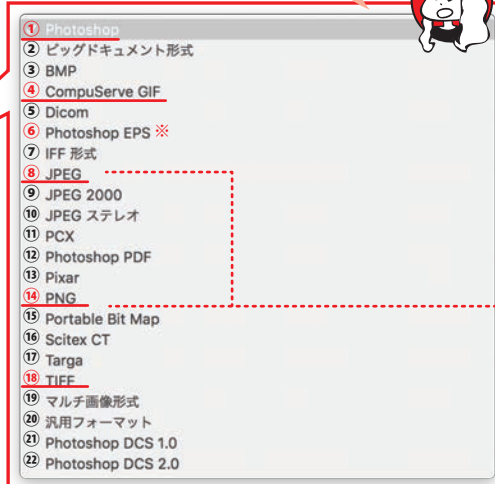 ① Photoshop
② ビッグドキュメント形式
③ BMP
④ CompuServe GIF
⑤ Dicom
⑥ Photoshop EPS ※
⑦ IFF 形式
⑧ JPEG
⑨ JPEG 2000
⑩ JPEG ステレオ
⑪ PCX
⑫ Photoshop PDF
⑬ Pixar
⑭ PNG
⑮ Portable Bit Map
⑯ Scitex CT
⑰ Targa
⑱ TIFF
⑲ マルチ画像形式
⑳ 汎用フォーマット
㉑ Photoshop DCS 1.0
㉒ Photoshop DCS 2.0